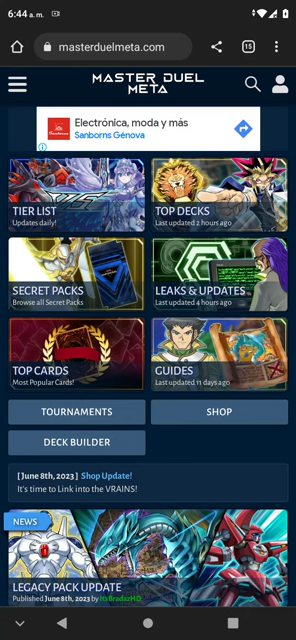 6:44 a. m.
masterduelmeta.com
15
MASTER DUEL
META
Electrónica, moda y más
Sanborns Génova
Sanborns
TIER LIST
Updates daily!
TOP DECKS
Last updated 2 hours ago
SECRET PACKS
Browse all Secret Packs
LEAKS & UPDATES
Last updated 4 hours ago
TOP CARDS
Most Popular Cards!
GUIDES
Last updated 11 days ago
TOURNAMENTS
SHOP
DECK BUILDER
[ June 8th, 2023 ] Shop Update!
It's time to Link into the VRAINS!
NEWS
LEGACY PACK UPDATE
Published June 8th, 2023 by ItsBradazHD